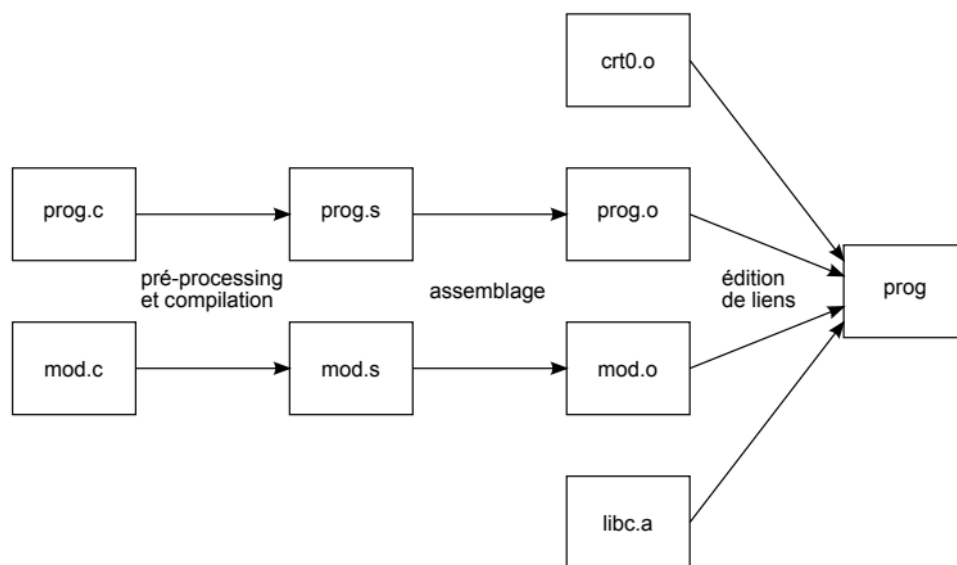 crt0.o
prog.c
prog.s
prog.o
pré-processing
et compilation
assemblage
édition
de liens
prog
mod.c
mod.s
mod.o
libc.a